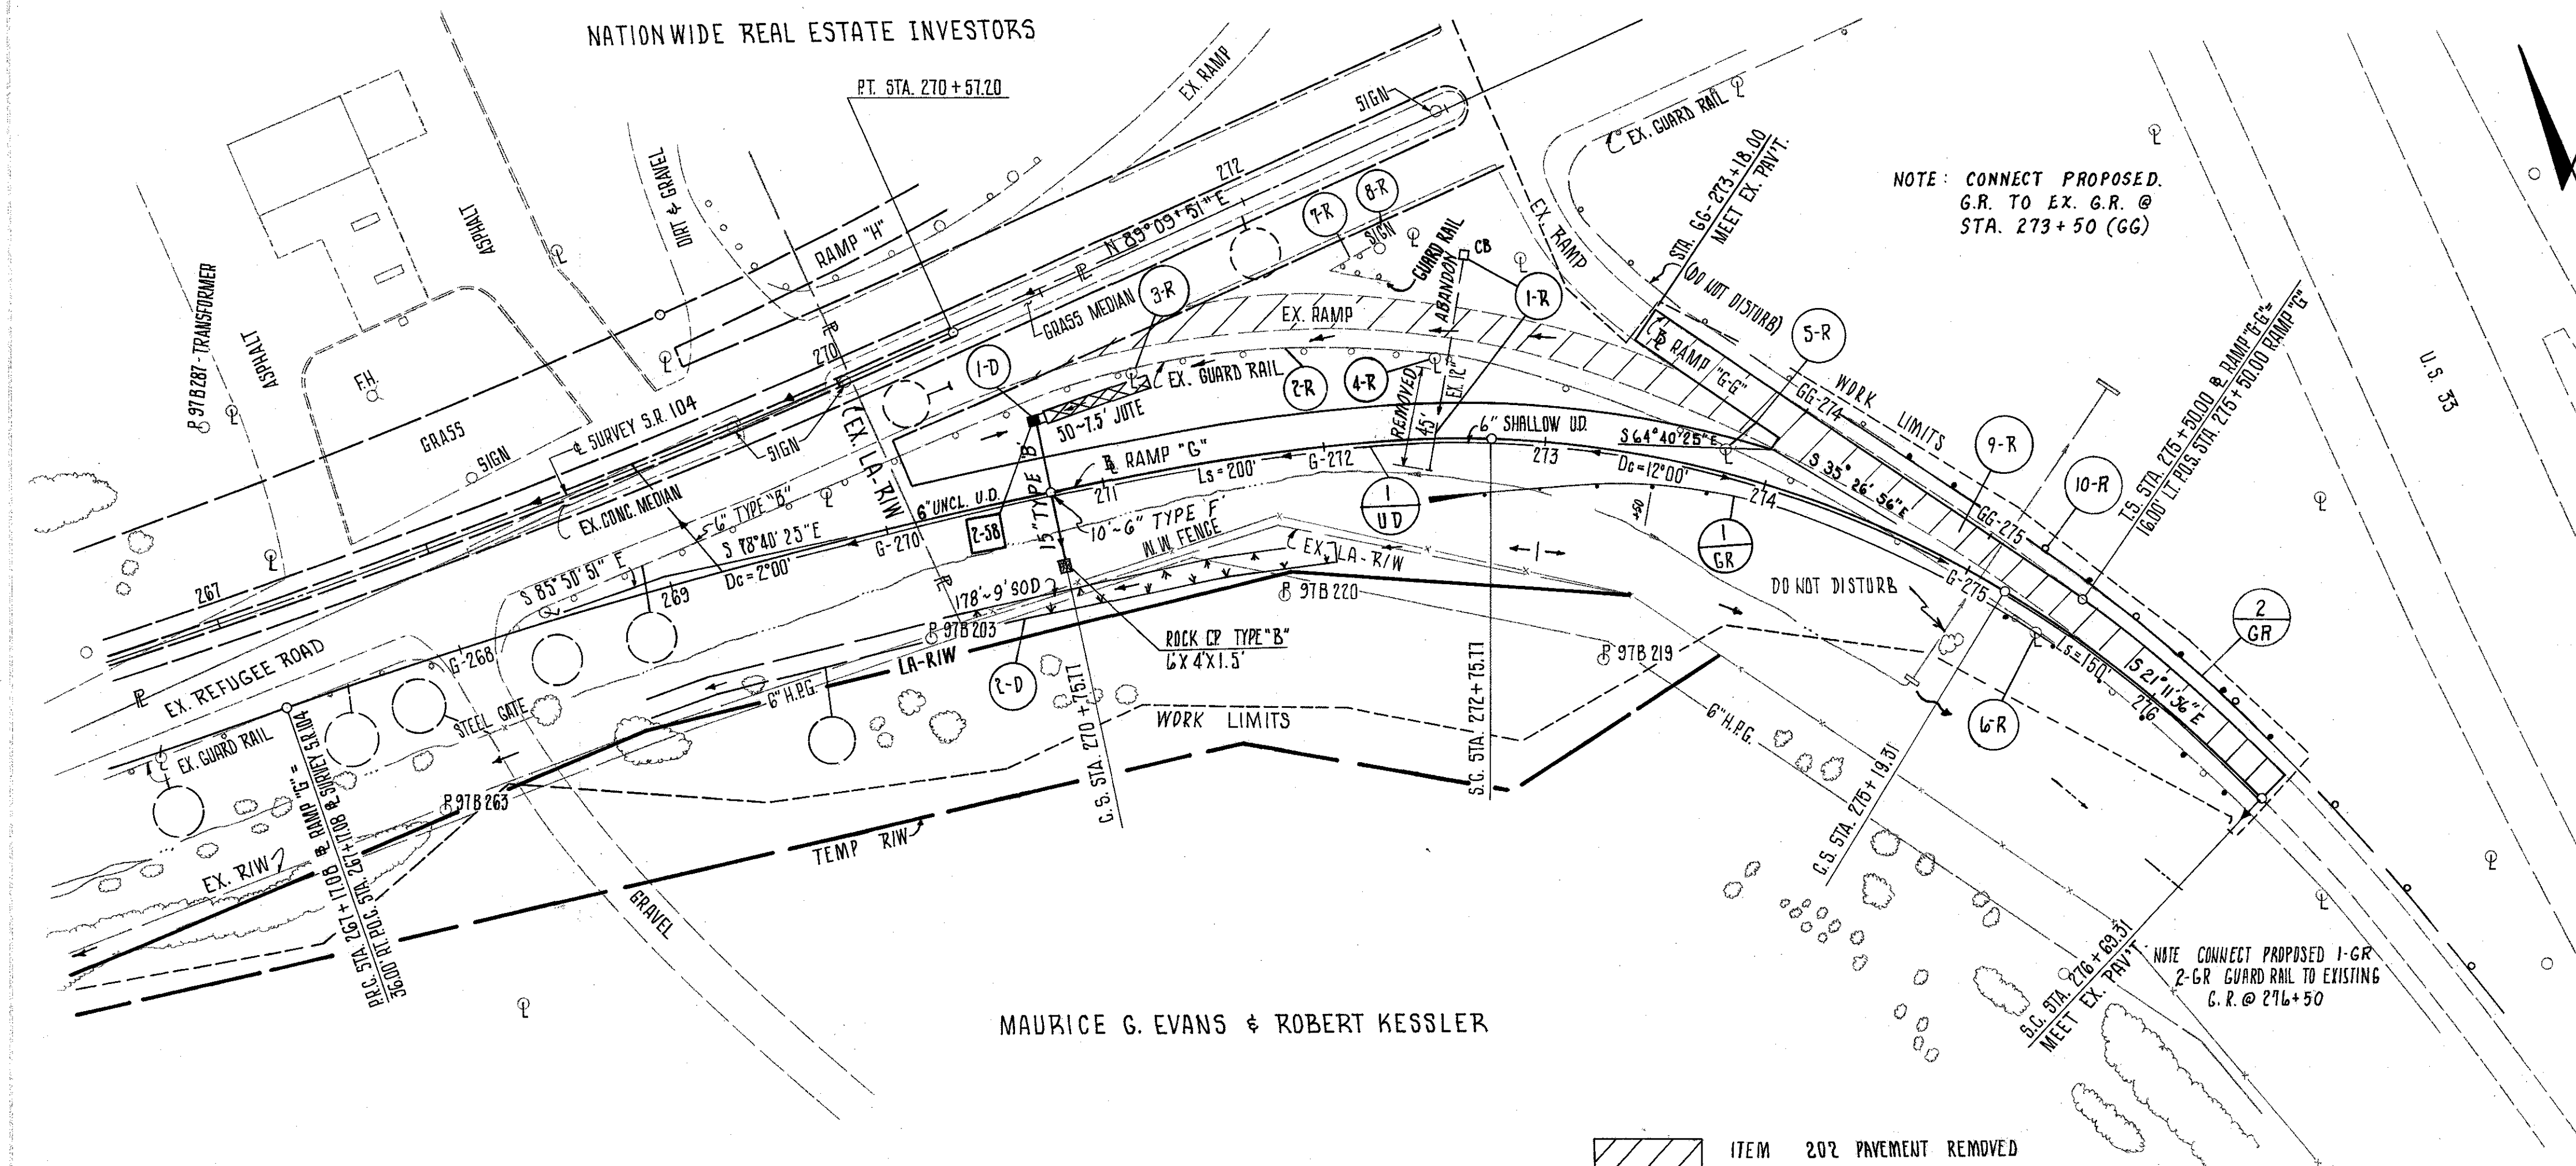 NATIONWIDE REAL ESTATE INVESTORS
P.T. STA. 270+57.20
EX. RAMP
SIGN
EX. GUARD RAIL
STA. GG-273+18.00
MEET EX. PAV'T.
NOTE: CONNECT PROPOSED.
G.R. TO EX. G.R. @
STA. 273+50 (GG)
DIRT & GRAVEL
ASPHALT
272
7-R
8-R
SIGN
GUARD RAIL
CB
EX. RAMP
(DO NOT DISTURB)
RAMP "H"
N 89°09'51" E
P 97B287 - TRANSFORMER
ASPHALT
GRASS MEDIAN
3-R
ABANDON
1-R
EX. RAMP
5-R
T.S. STA. 275+50.00 ℄ RAMP "G-G"=
16.00' LT. P.O.S. STA. 275+50.00 RAMP "G"
U.S. 33
F.H.
270
1-D
EX. GUARD RAIL
2-R
4-R
REMOVED
45'
EX. 12"
RAMP "G-G"
GG-274
WORK LIMITS
GRASS
SIGN
℄ SURVEY S.R. 104
SIGN
(EX. LA-R/W
50~7.5' JUTE
6" SHALLOW U.D.
S 64°40'25" E
9-R
10-R
℄ RAMP "G"
G-272
273
Dc=12°00'
S 35° 26' 56" E
EX. CONC. MEDIAN
56' TYPE "B"
6" UNCL. U.D.
2-5B
15" TYPE 'B'
271
Ls=200'
1
UD
274
GG-275
10'~6" TYPE 'F'
W.W. FENCE
+50
1
GR
S 78°40'25" E
G-270
Dc=2°00'
(EX. LA-R/W
S 85°50'51" E
267
269
178'~9' SOD
P 97B220
DO NOT DISTURB
G-275
2
GR
P 97B203
ROCK C.P. TYPE "B"
6'X4'X1.5'
P 97B219
Ls=150'
S 21°11'56" E
276
EX. REFUGEE ROAD
G-268
LA-R/W
2-D
6" H.P.G.
STEEL GATE
C.S. STA. 270+75.77
WORK LIMITS
S.C. STA. 272+75.77
6" H.P.G.
6-R
EX. GUARD RAIL
P 97B263
TEMP R/W
C.S. STA. 275+19.31
EX. R/W
P.R.C. STA. 267+17.08 ℄ RAMP "G"=
36.00' RT. P.O.C. STA. 267+17.08 ℄ SURVEY S.R. 104
GRAVEL
S.C. STA. 276+69.31
MEET EX. PAV'T
NOTE CONNECT PROPOSED 1-GR
2-GR GUARD RAIL TO EXISTING
G.R. @ 276+50
MAURICE G. EVANS & ROBERT KESSLER
ITEM 202 PAVEMENT REMOVED